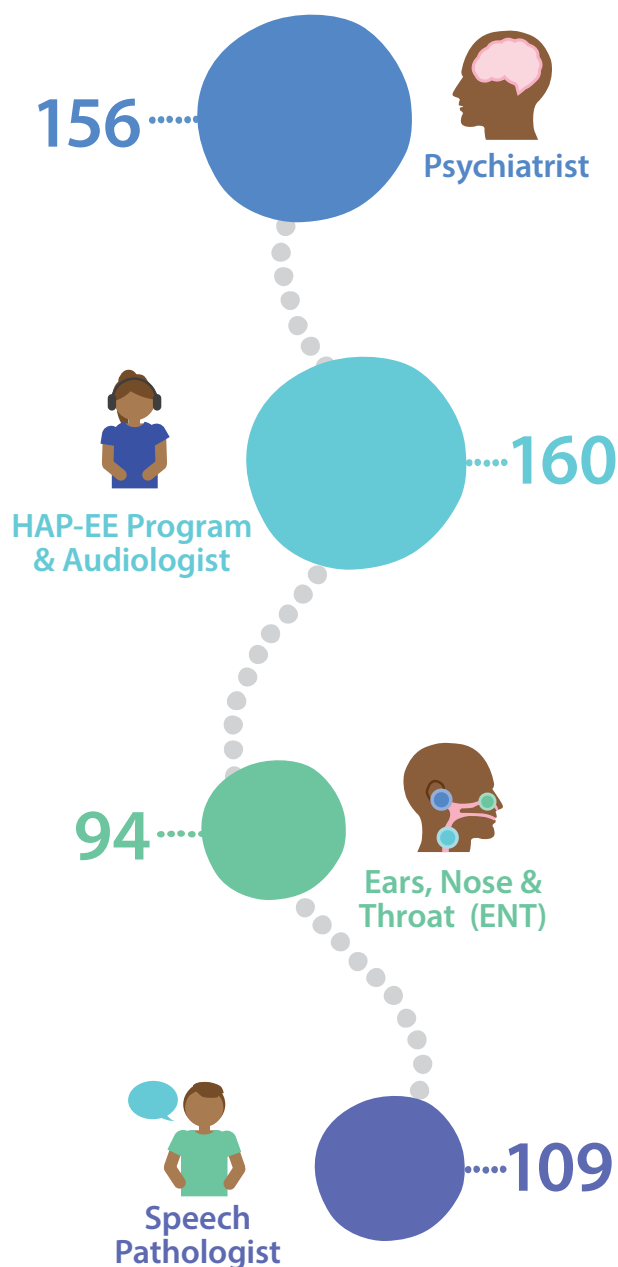 156
Psychiatrist
160
HAP-EE Program
& Audiologist
94
Ears, Nose &
Throat (ENT)
109
Speech
Pathologist